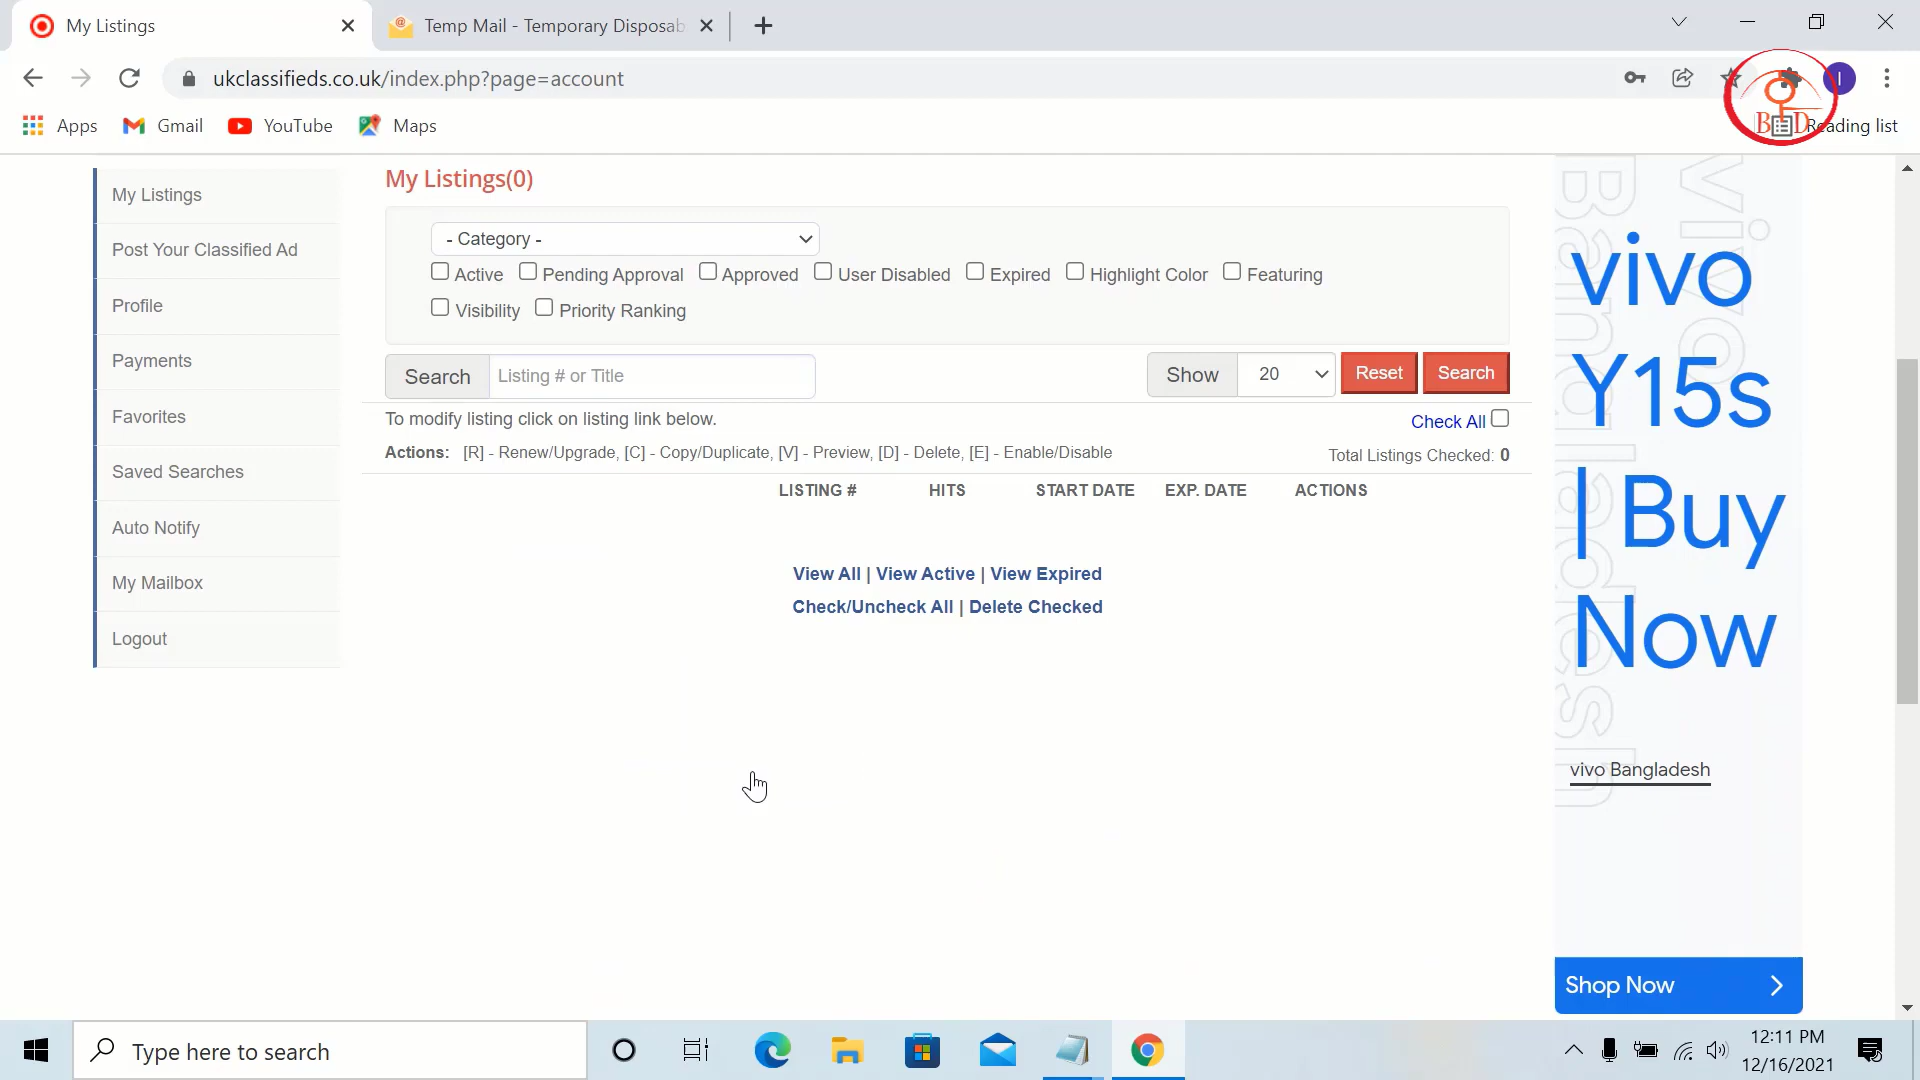 My Listings
Temp Mail - Temporary Disposab
ukclassifieds.co.uk/index.php?page=account
I
Apps
Gmail
YouTube
Maps
B D
Reading list
My Listings
Post Your Classified Ad
Profile
Payments
Favorites
Saved Searches
Auto Notify
My Mailbox
Logout
My Listings(0)
- Category -
Active Pending Approval Approved User Disabled Expired Highlight Color Featuring
Visibility Priority Ranking
Search Listing # or Title Show 20 Reset Search
To modify listing click on listing link below. Check All
Actions: [R] - Renew/Upgrade, [C] - Copy/Duplicate, [V] - Preview, [D] - Delete, [E] - Enable/Disable Total Listings Checked: 0
LISTING # HITS START DATE EXP. DATE ACTIONS
View All | View Active | View Expired
Check/Uncheck All | Delete Checked
vivo
Bangladesh
vivo
Y15s
| Buy
Now
vivo Bangladesh
Shop Now
Type here to search
12:11 PM
12/16/2021